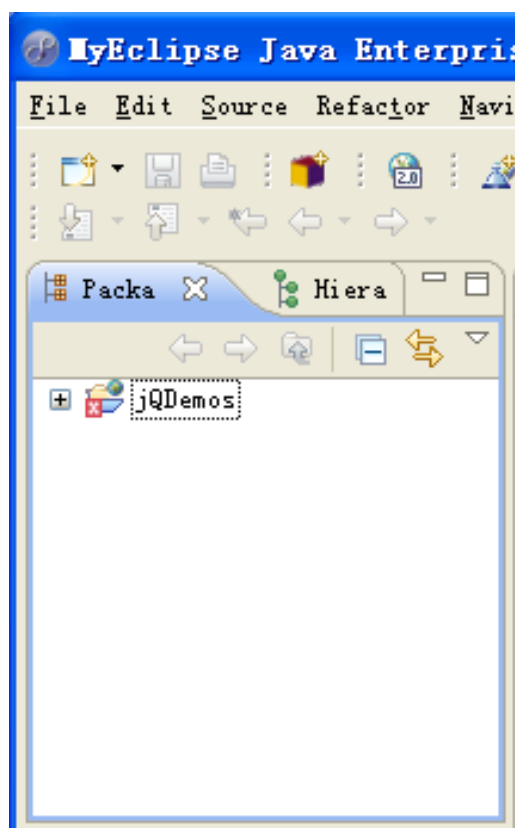 MyEclipse Java Enterpris
File Edit Source Refactor Navi
2.0
Packa Hiera
jQDemos